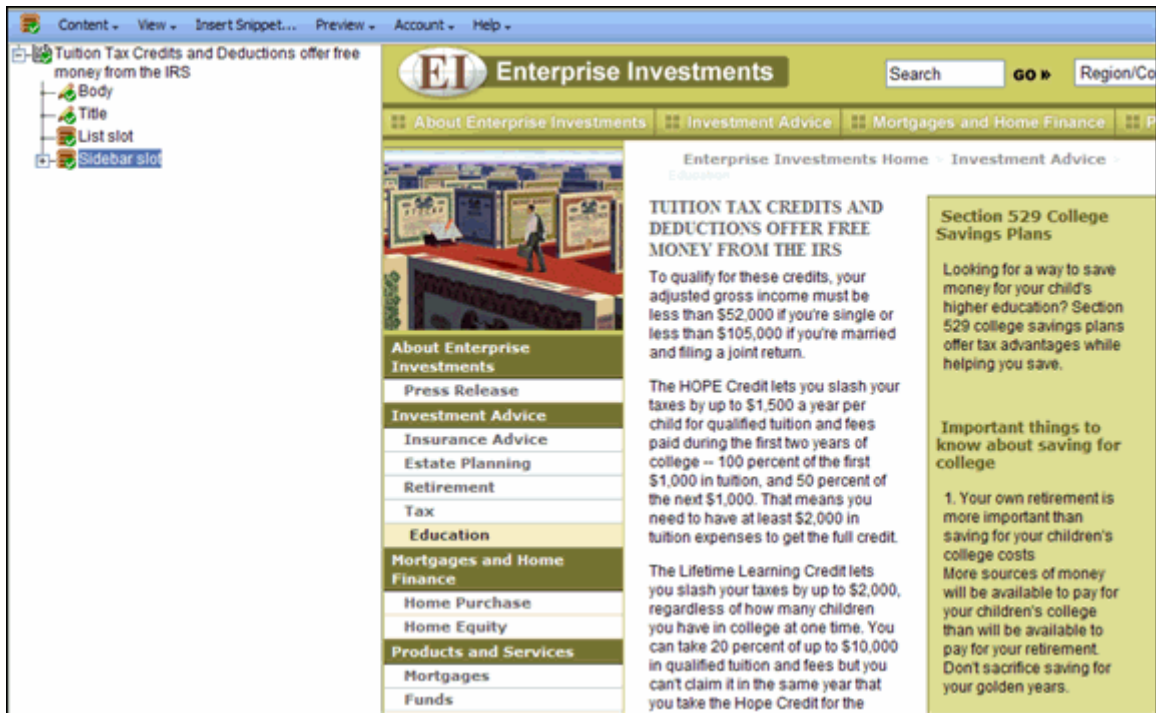 Content View Insert Snippet... Preview Account Help
Tuition Tax Credits and Deductions offer free
money from the IRS
Body
Title
List slot
Sidebar slot
EI Enterprise Investments
Search GO Region/Co
About Enterprise Investments Investment Advice Mortgages and Home Finance P
Enterprise Investments Home Investment Advice
Education
About Enterprise
Investments
Press Release
Investment Advice
Insurance Advice
Estate Planning
Retirement
Tax
Education
Mortgages and Home
Finance
Home Purchase
Home Equity
Products and Services
Mortgages
Funds
TUITION TAX CREDITS AND
DEDUCTIONS OFFER FREE
MONEY FROM THE IRS
To qualify for these credits, your
adjusted gross income must be
less than $52,000 if you're single or
less than $105,000 if you're married
and filing a joint return.
The HOPE Credit lets you slash your
taxes by up to $1,500 a year per
child for qualified tuition and fees
paid during the first two years of
college -- 100 percent of the first
$1,000 in tuition, and 50 percent of
the next $1,000. That means you
need to have at least $2,000 in
tuition expenses to get the full credit.
The Lifetime Learning Credit lets
you slash your taxes by up to $2,000,
regardless of how many children
you have in college at one time. You
can take 20 percent of up to $10,000
in qualified tuition and fees but you
can't claim it in the same year that
you take the Hope Credit for the
Section 529 College
Savings Plans
Looking for a way to save
money for your child's
higher education? Section
529 college savings plans
offer tax advantages while
helping you save.
Important things to
know about saving for
college
1. Your own retirement is
more important than
saving for your children's
college costs
More sources of money
will be available to pay for
your children's college
than will be available to
pay for your retirement.
Don't sacrifice saving for
your golden years.